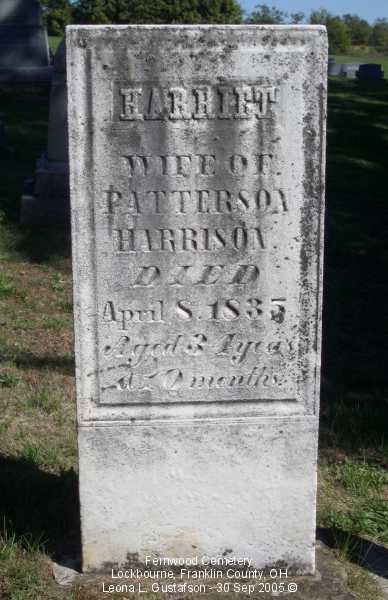 HARRIET
WIFE OF
PATTERSON
HARRISON
DIED
April 8. 1835
Aged 34 years
& 10 months.
Fernwood Cemetery
Lockbourne, Franklin County, OH
Leona L. Gustafson - 30 Sep 2005 ©